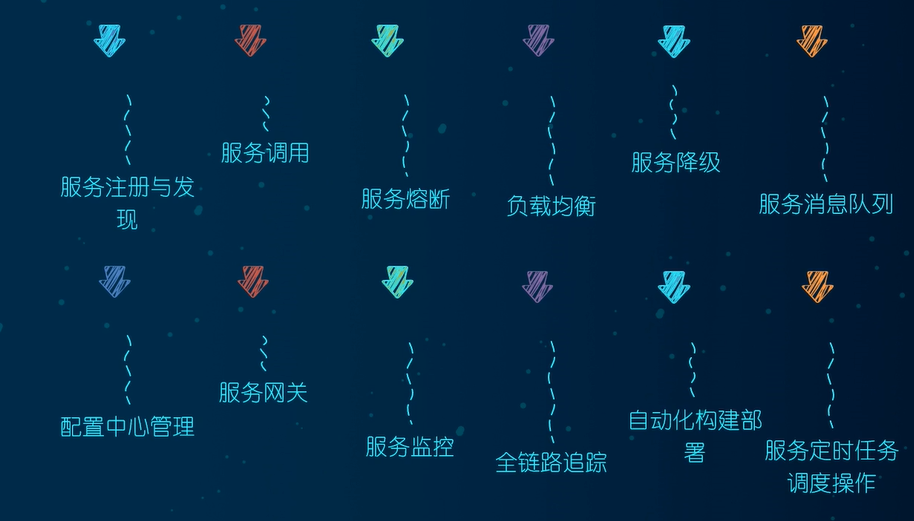 服务注册与发
现
服务调用
服务熔断
负载均衡
服务降级
服务消息队列
配置中心管理
服务网关
服务监控
全链路追踪
自动化构建部
署
服务定时任务
调度操作